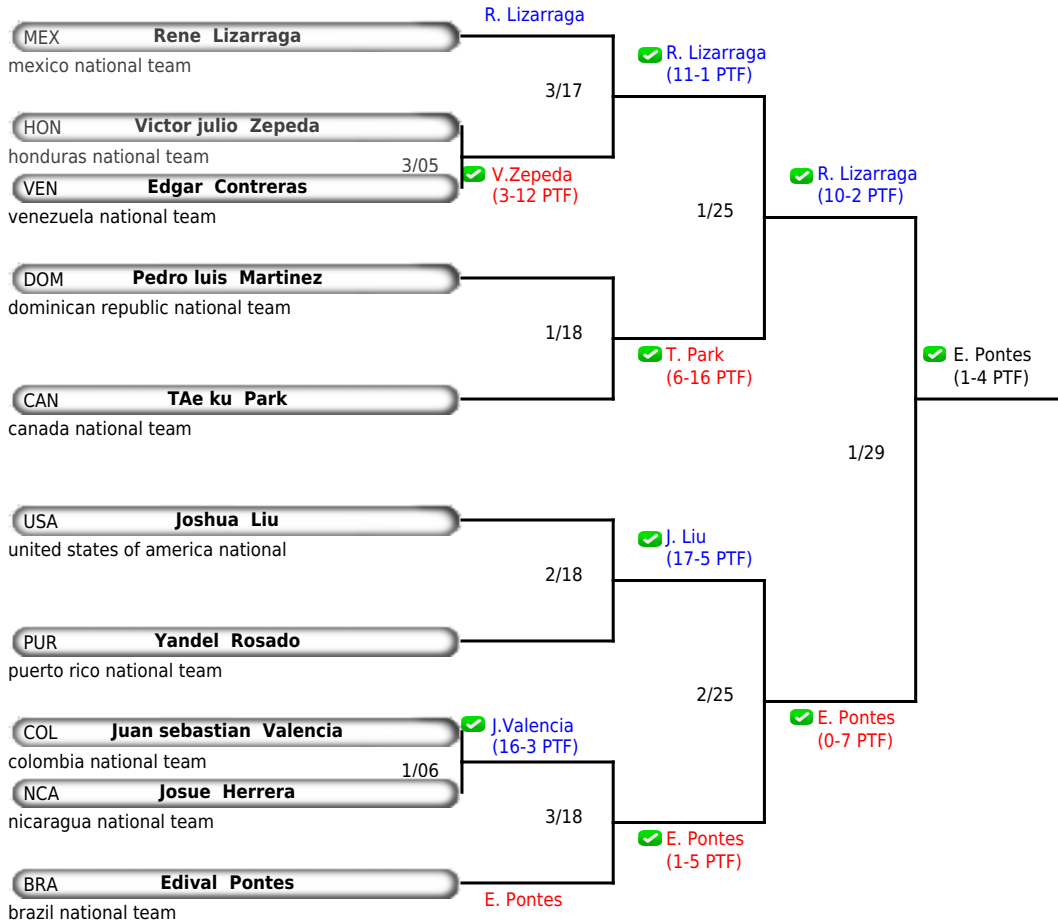 R. Lizarraga
MEX Rene Lizarraga
mexico national team
3/17
R. Lizarraga
(11-1 PTF)
HON Victor julio Zepeda
honduras national team
3/05
V.Zepeda
(3-12 PTF)
VEN Edgar Contreras
venezuela national team
1/25
R. Lizarraga
(10-2 PTF)
DOM Pedro luis Martinez
dominican republic national team
1/18
T. Park
(6-16 PTF)
CAN TAe ku Park
canada national team
E. Pontes
(1-4 PTF)
1/29
USA Joshua Liu
united states of america national
2/18
J. Liu
(17-5 PTF)
PUR Yandel Rosado
puerto rico national team
2/25
E. Pontes
(0-7 PTF)
COL Juan sebastian Valencia
colombia national team
1/06
J.Valencia
(16-3 PTF)
NCA Josue Herrera
nicaragua national team
3/18
E. Pontes
(1-5 PTF)
BRA Edival Pontes
brazil national team
E. Pontes